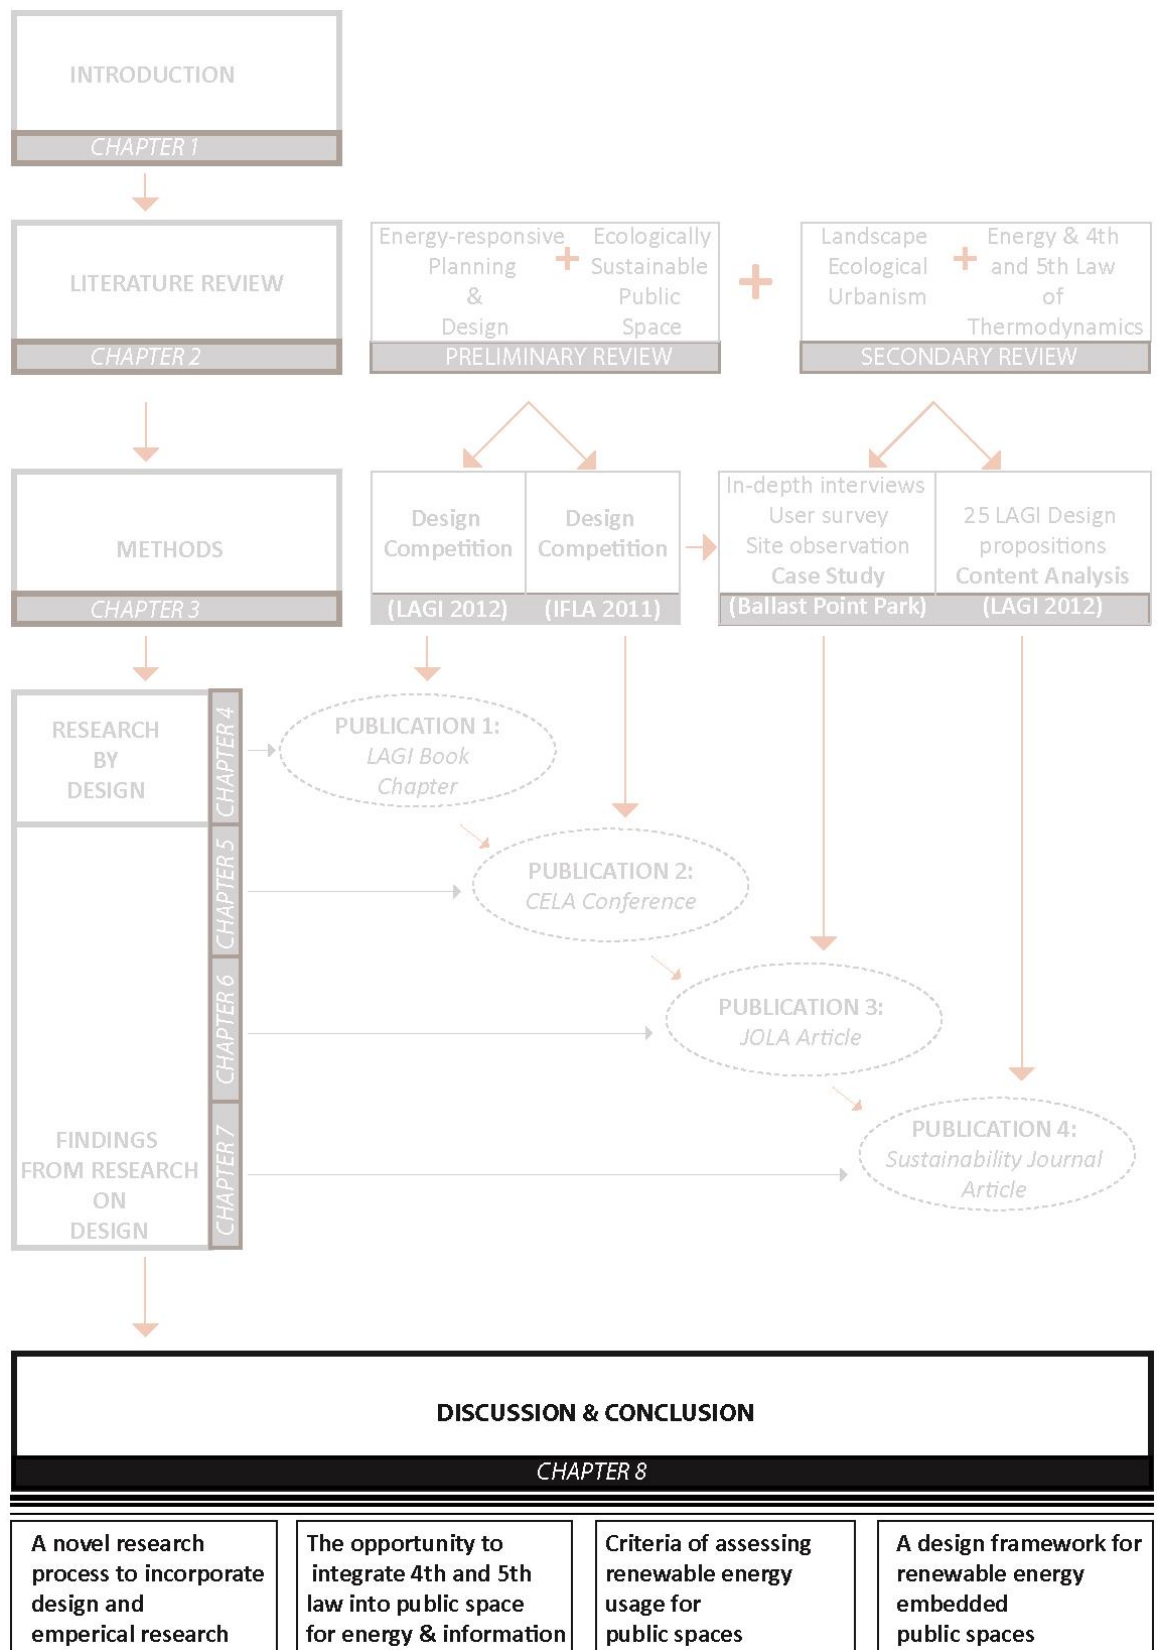 INTRODUCTION
CHAPTER 1
LITERATURE REVIEW
CHAPTER 2
Energy-responsive
Planning
&
Design
+
Ecologically
Sustainable
Public
Space
PRELIMINARY REVIEW
+
Landscape
Ecological
Urbanism
+
Energy & 4th
and 5th Law
of
Thermodynamics
SECONDARY REVIEW
METHODS
CHAPTER 3
Design
Competition
(LAGI 2012)
Design
Competition
(IFLA 2011)
In-depth interviews
User survey
Site observation
Case Study
(Ballast Point Park)
25 LAGI Design
propositions
Content Analysis
(LAGI 2012)
RESEARCH
BY
DESIGN
CHAPTER 4
PUBLICATION 1:
LAGI Book
Chapter
CHAPTER 5
PUBLICATION 2:
CELA Conference
CHAPTER 6
PUBLICATION 3:
JOLA Article
FINDINGS
FROM RESEARCH
ON
DESIGN
CHAPTER 7
PUBLICATION 4:
Sustainability Journal
Article
DISCUSSION & CONCLUSION
CHAPTER 8
A novel research
process to incorporate
design and
emperical research
The opportunity to
integrate 4th and 5th
law into public space
for energy & information
Criteria of assessing
renewable energy
usage for
public spaces
A design framework for
renewable energy
embedded
public spaces